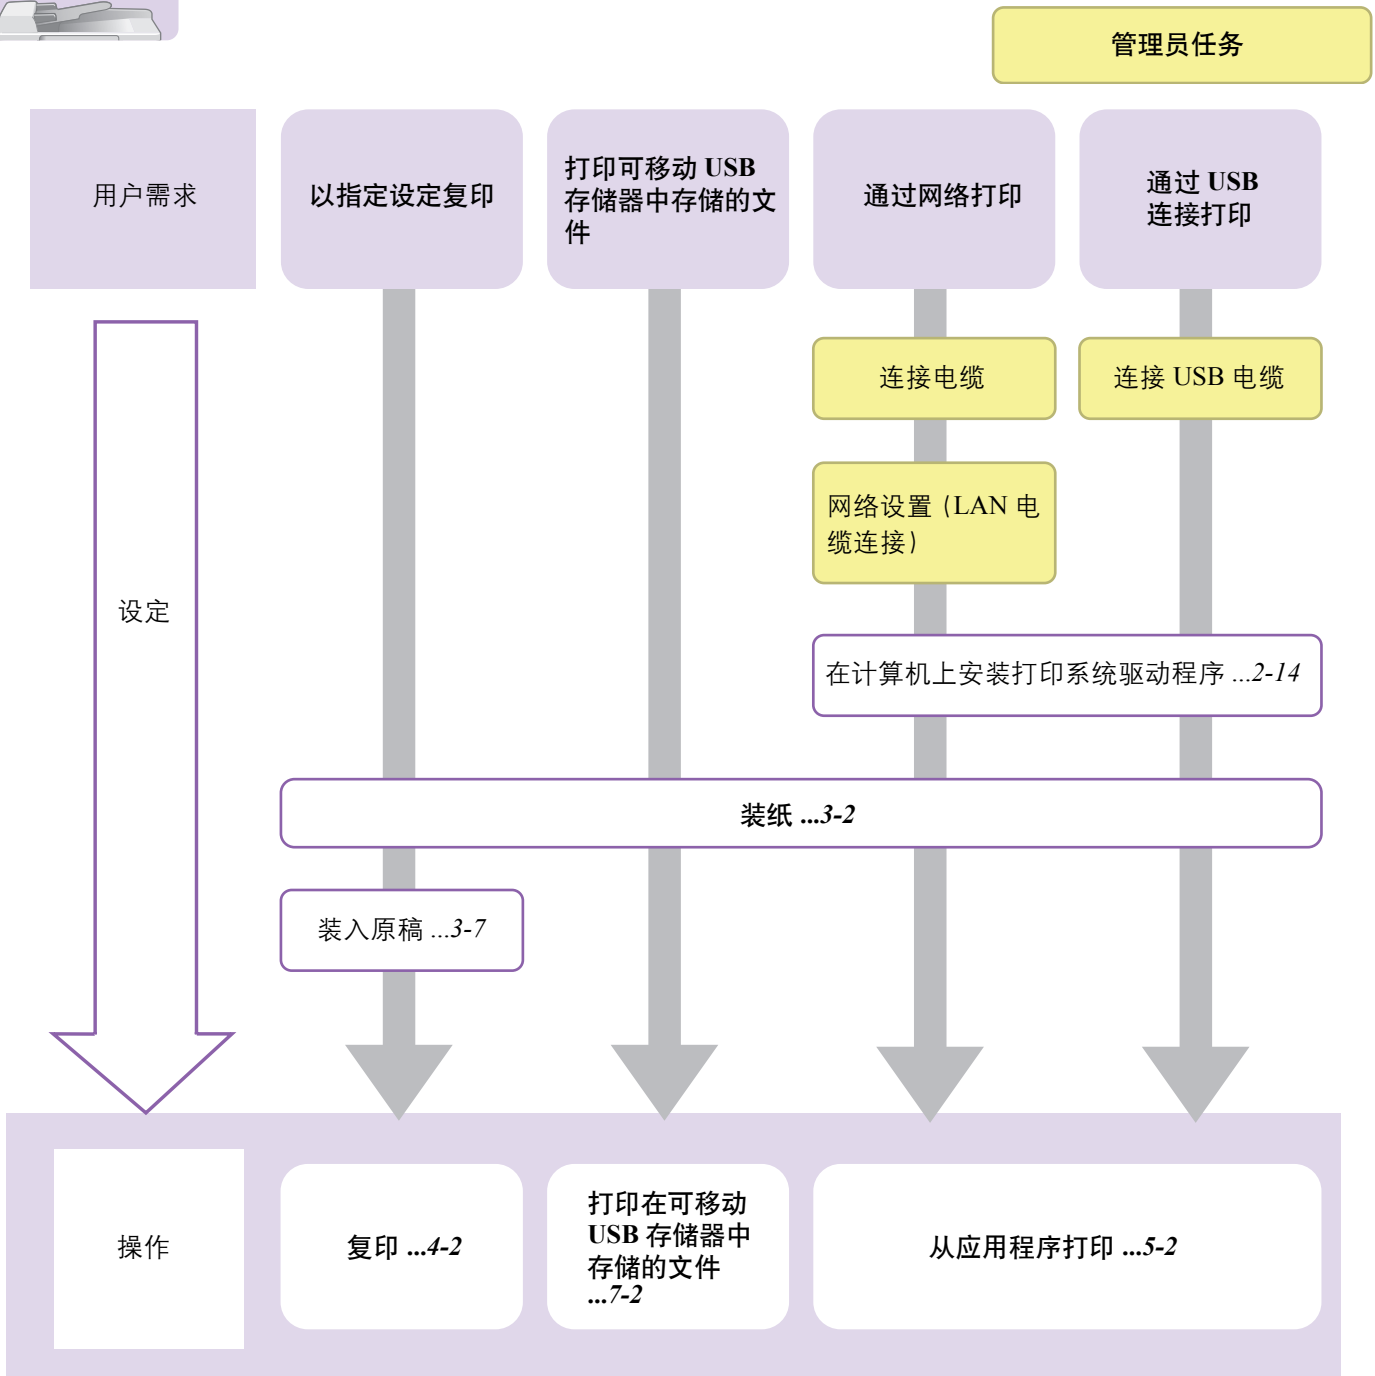 管理员任务
用户需求
以指定设定复印
打印可移动 USB
存储器中存储的文
件
通过网络打印
通过 USB
连接打印
连接电缆
连接 USB 电缆
网络设置（LAN 电
缆连接）
设定
在计算机上安装打印系统驱动程序 ...2-14
装纸 ...3-2
装入原稿 ...3-7
操作
复印 ...4-2
打印在可移动
USB 存储器中
存储的文件
...7-2
从应用程序打印 ...5-2